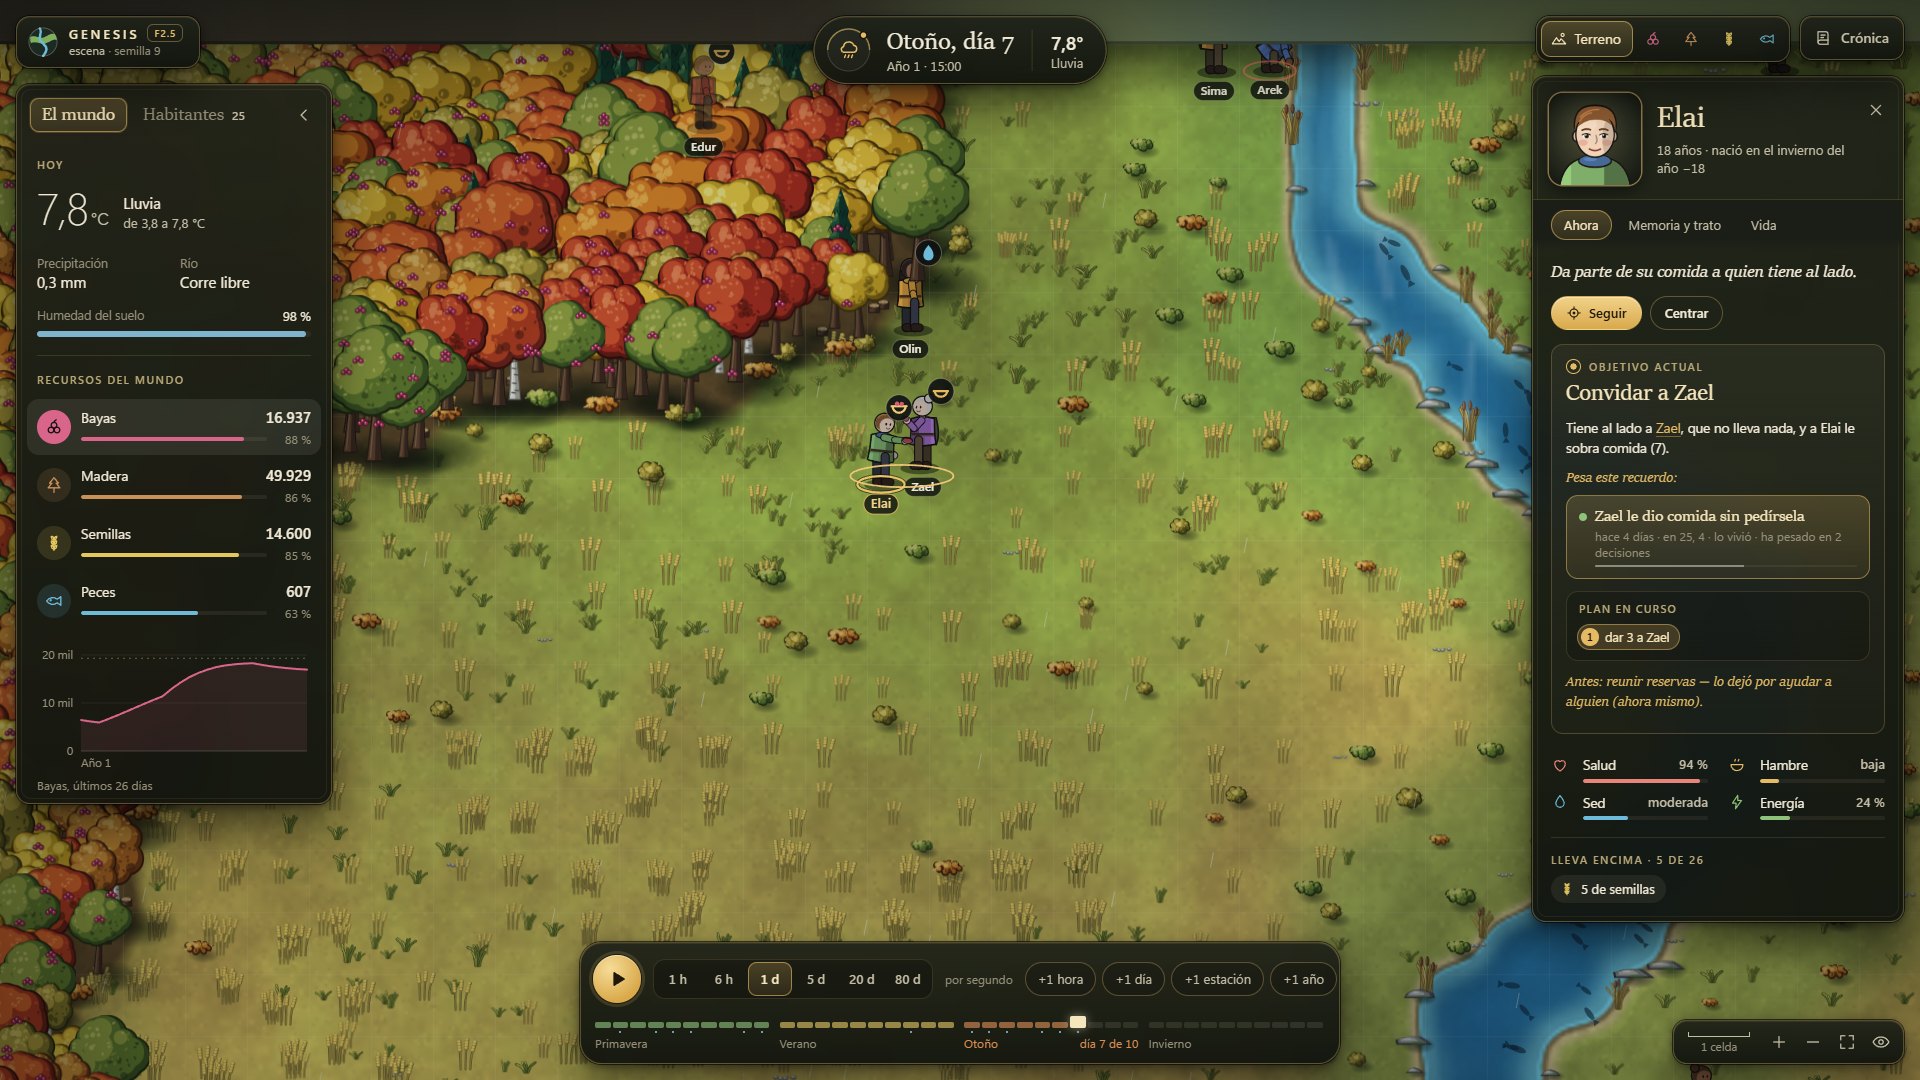 GENESIS F2.5
escena · semilla 9
Otoño, día 7
Año 1 · 15:00
7,8°
Lluvia
Terreno
Crónica
El mundo
Habitantes 25
HOY
7,8 °C
Lluvia
de 3,8 a 7,8 °C
Precipitación
0,3 mm
Río
Corre libre
Humedad del suelo
98 %
RECURSOS DEL MUNDO
Bayas
16.937
88 %
Madera
49.929
86 %
Semillas
14.600
85 %
Peces
607
63 %
20 mil
10 mil
0
Año 1
Bayas, últimos 26 días
Edur
Sima
Arek
Olin
Zael
Elai
Elai
18 años · nació en el invierno del
año −18
Ahora
Memoria y trato
Vida
Da parte de su comida a quien tiene al lado.
Seguir
Centrar
OBJETIVO ACTUAL
Convidar a Zael
Tiene al lado a Zael, que no lleva nada, y a Elai le
sobra comida (7).
Pesa este recuerdo:
Zael le dio comida sin pedírsela
hace 4 días · en 25, 4 · lo vivió · ha pesado en 2
decisiones
PLAN EN CURSO
1 dar 3 a Zael
Antes: reunir reservas — lo dejó por ayudar a
alguien (ahora mismo).
Salud
94 %
Hambre
baja
Sed
moderada
Energía
24 %
LLEVA ENCIMA · 5 DE 26
5 de semillas
1 h
6 h
1 d
5 d
20 d
80 d
por segundo
+1 hora
+1 día
+1 estación
+1 año
Primavera
Verano
Otoño
día 7 de 10
Invierno
1 celda